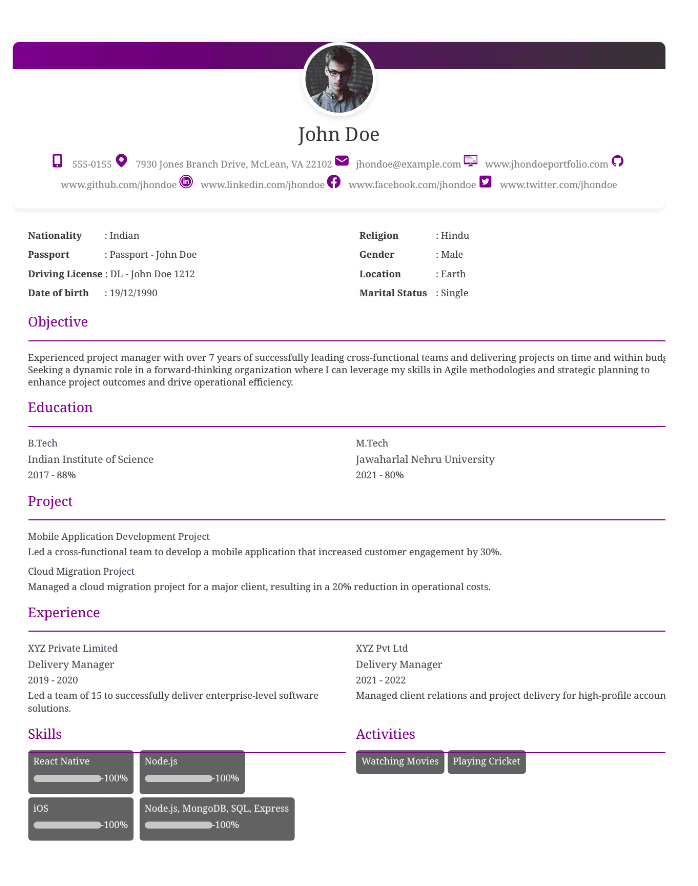 John Doe
555-0155 7930 Jones Branch Drive, McLean, VA 22102 jhondoe@example.com www.jhondoeportfolio.com
www.github.com/jhondoe www.linkedin.com/jhondoe www.facebook.com/jhondoe www.twitter.com/jhondoe
Nationality : Indian
Passport : Passport - John Doe
Driving License : DL - John Doe 1212
Date of birth : 19/12/1990
Religion : Hindu
Gender : Male
Location : Earth
Marital Status : Single
Objective
Experienced project manager with over 7 years of successfully leading cross-functional teams and delivering projects on time and within budg
Seeking a dynamic role in a forward-thinking organization where I can leverage my skills in Agile methodologies and strategic planning to
enhance project outcomes and drive operational efficiency.
Education
B.Tech
Indian Institute of Science
2017 - 88%
M.Tech
Jawaharlal Nehru University
2021 - 80%
Project
Mobile Application Development Project
Led a cross-functional team to develop a mobile application that increased customer engagement by 30%.
Cloud Migration Project
Managed a cloud migration project for a major client, resulting in a 20% reduction in operational costs.
Experience
XYZ Private Limited
Delivery Manager
2019 - 2020
Led a team of 15 to successfully deliver enterprise-level software
solutions.
XYZ Pvt Ltd
Delivery Manager
2021 - 2022
Managed client relations and project delivery for high-profile accoun
Skills
React Native
-100%
Node.js
-100%
iOS
-100%
Node.js, MongoDB, SQL, Express
-100%
Activities
Watching Movies
Playing Cricket